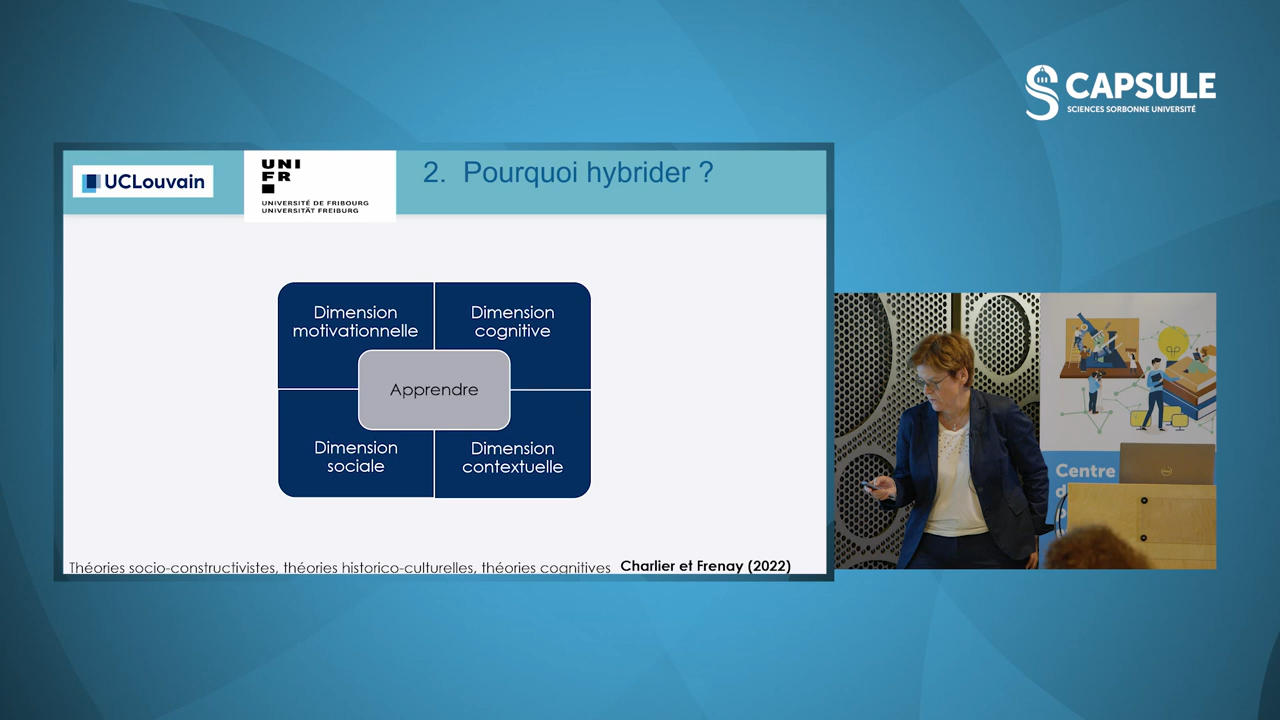 CAPSULE
SCIENCES SORBONNE UNIVERSITÉ
UCLouvain
UNI
FR
UNIVERSITÉ DE FRIBOURG
UNIVERSITÄT FREIBURG
2. Pourquoi hybrider ?
Dimension
motivationnelle
Dimension
cognitive
Apprendre
Dimension
sociale
Dimension
contextuelle
Théories socio-constructivistes, théories historico-culturelles, théories cognitives Charlier et Frenay (2022)
Centre